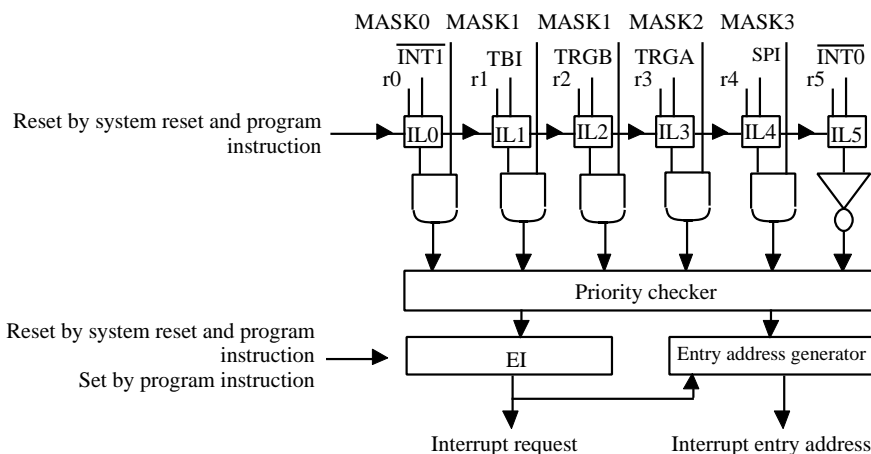 MASK0 MASK1 MASK1 MASK2 MASK3
INT1 TBI TRGB TRGA SPI INT0
r0 r1 r2 r3 r4 r5
Reset by system reset and program
instruction
IL0 IL1 IL2 IL3 IL4 IL5
Priority checker
Reset by system reset and program
instruction
Set by program instruction
EI
Entry address generator
Interrupt request
Interrupt entry address